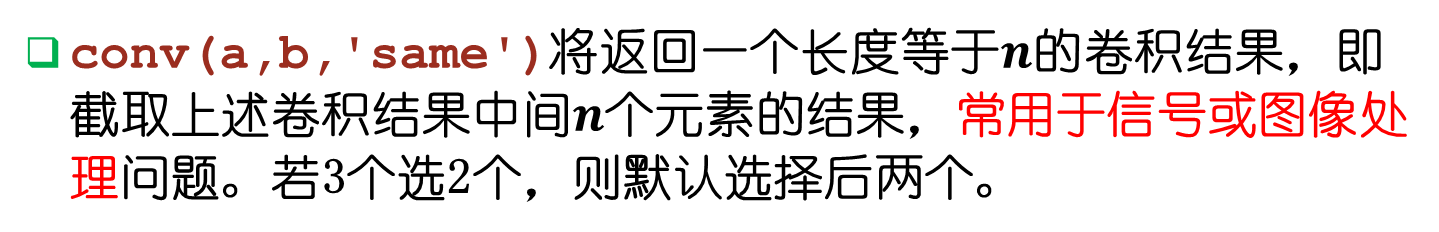 conv(a,b,'same')将返回一个长度等于n的卷积结果，即
截取上述卷积结果中间n个元素的结果，常用于信号或图像处
理问题。若3个选2个，则默认选择后两个。